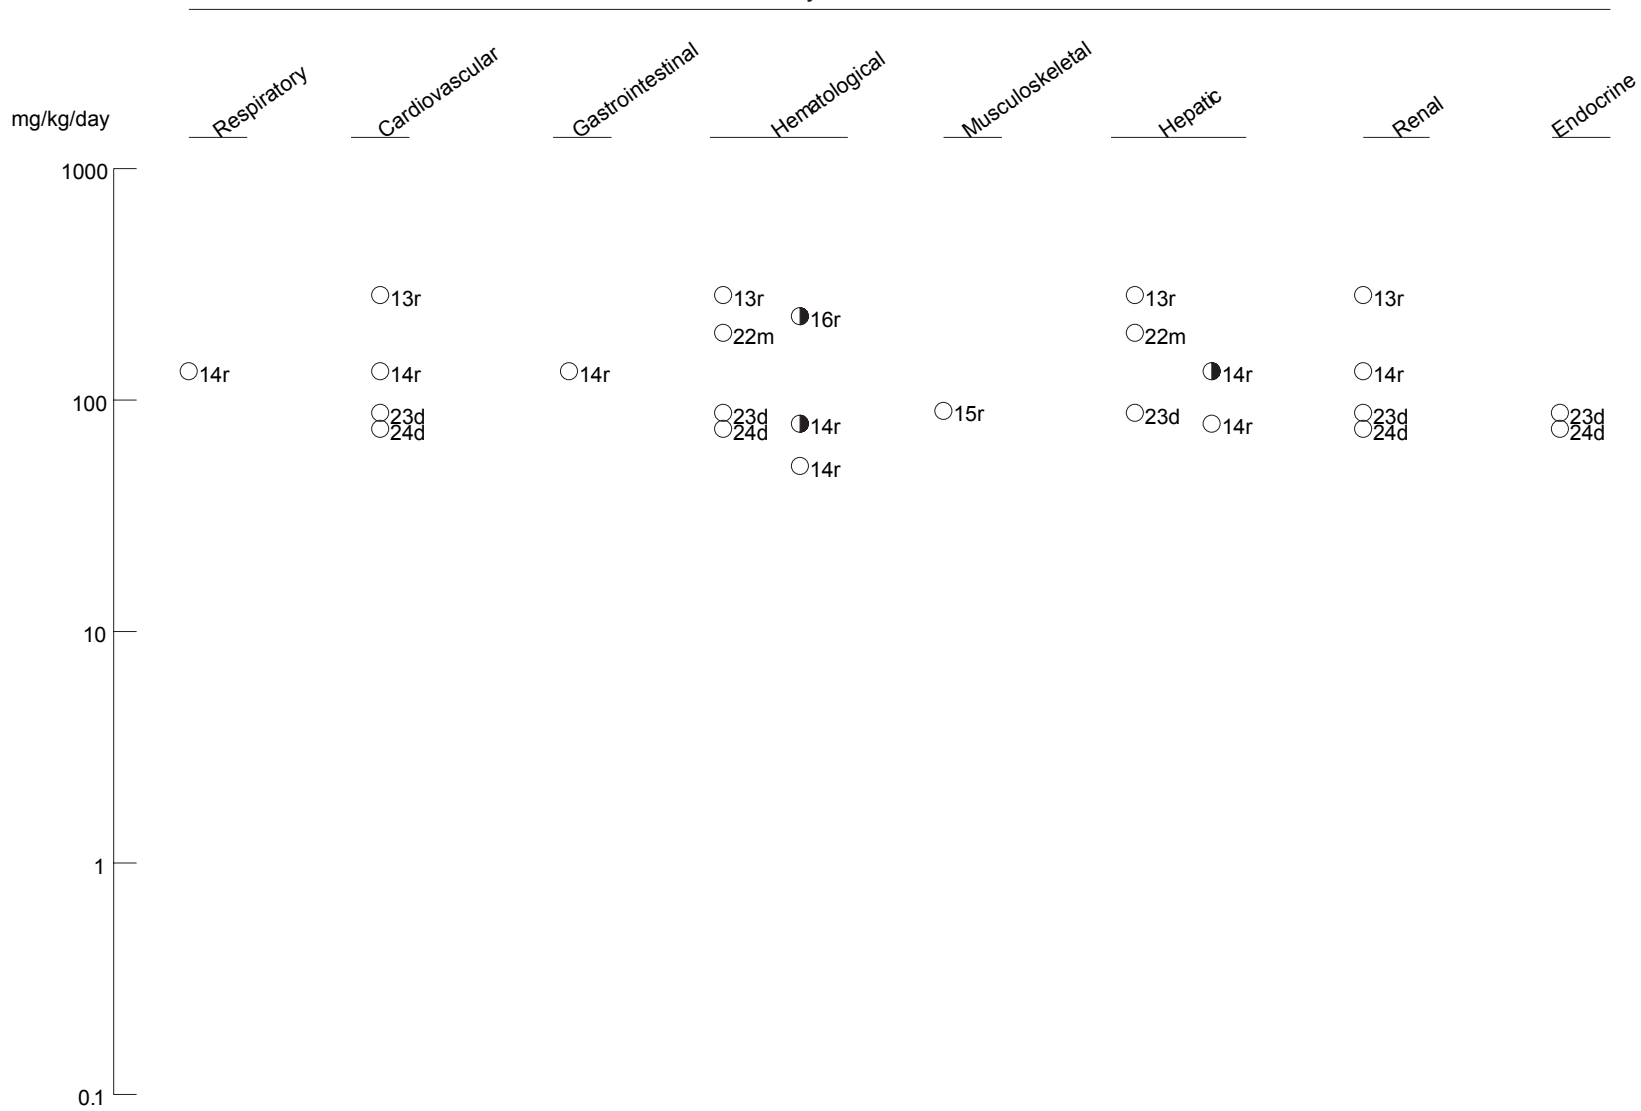 Respiratory
Cardiovascular
Gastrointestinal
Hematological
Musculoskeletal
Hepatic
Renal
Endocrine
mg/kg/day
1000
13r 13r 13r 13r
16r
22m 22m
14r 14r 14r 14r 14r
100
15r
23d 23d 23d 23d 23d
14r 14r
24d 24d 24d 24d
14r
10
1
0.1